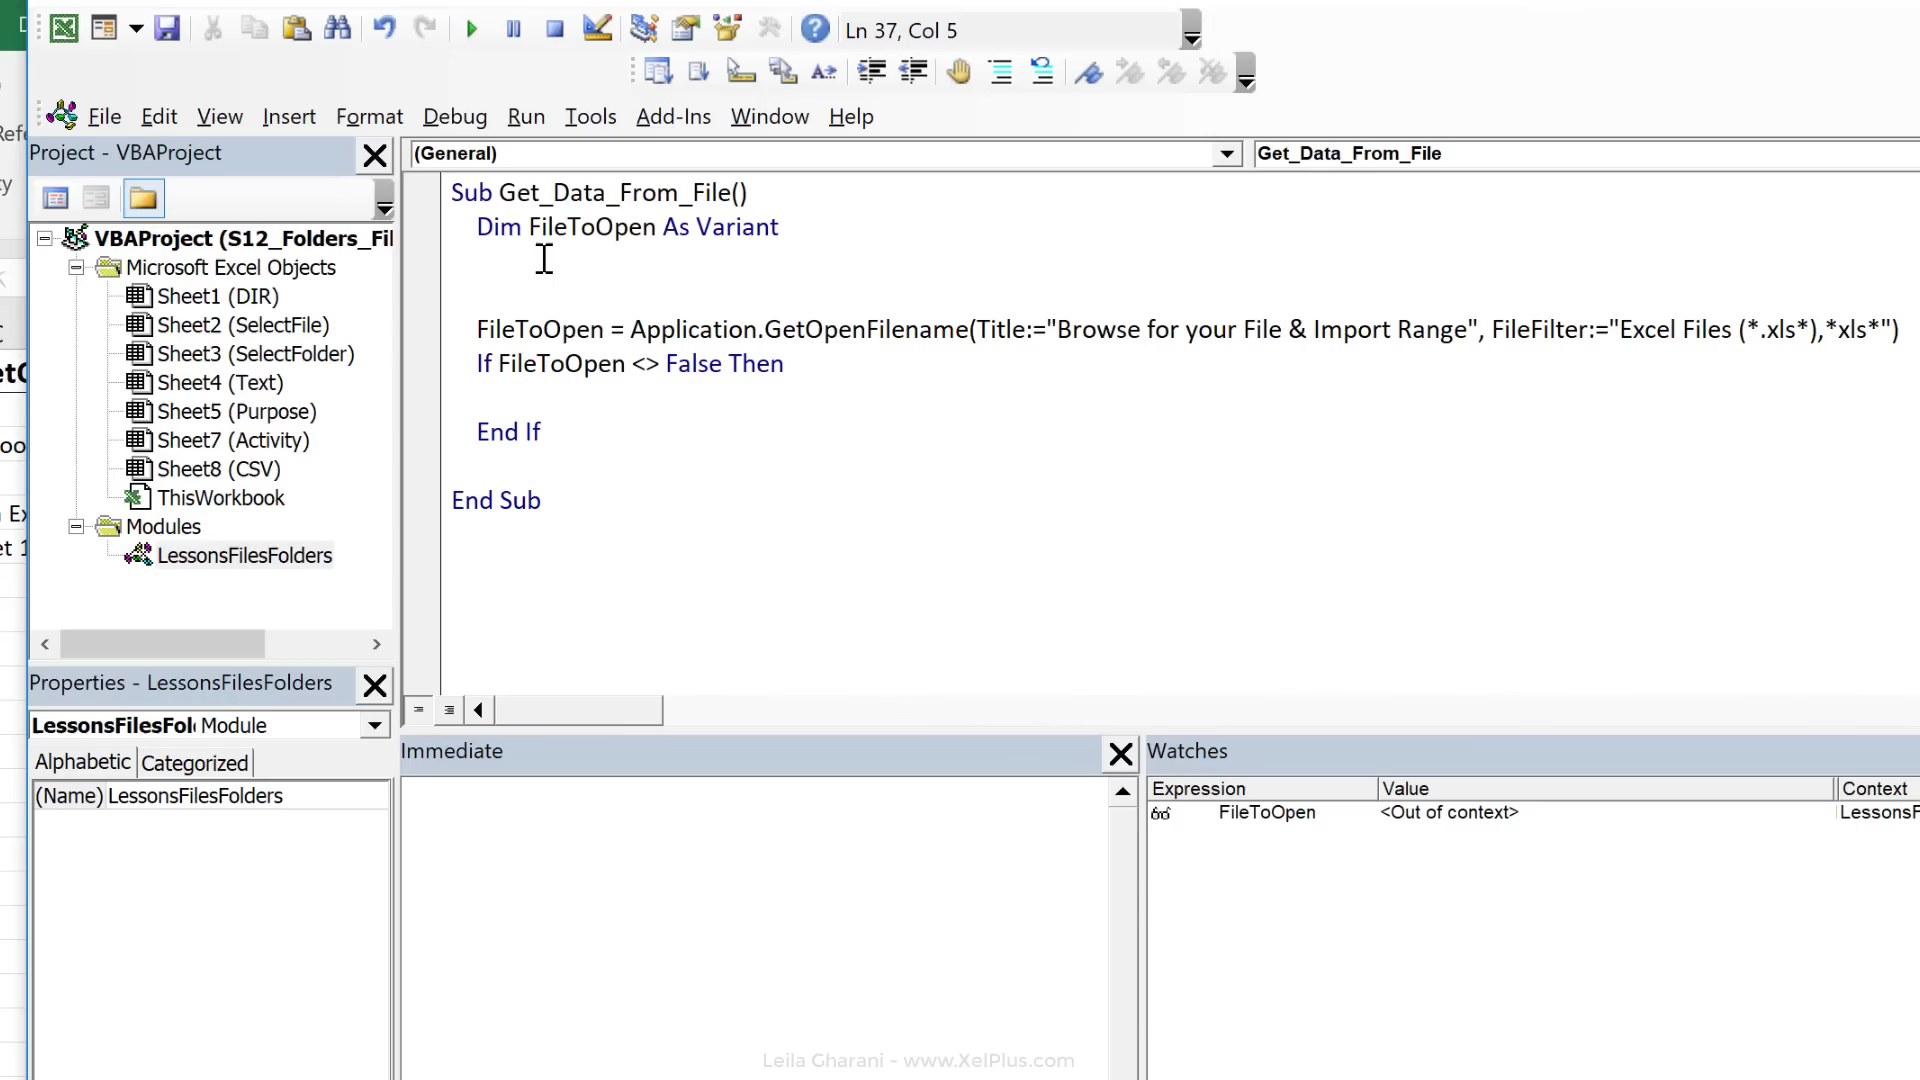 Ln 37, Col 5
File Edit View Insert Format Debug Run Tools Add-Ins Window Help
Project - VBAProject
(General)
Get_Data_From_File
VBAProject (S12_Folders_Fil
Microsoft Excel Objects
Sheet1 (DIR)
Sheet2 (SelectFile)
Sheet3 (SelectFolder)
Sheet4 (Text)
Sheet5 (Purpose)
Sheet7 (Activity)
Sheet8 (CSV)
ThisWorkbook
Modules
LessonsFilesFolders
Sub Get_Data_From_File()
Dim FileToOpen As Variant
FileToOpen = Application.GetOpenFilename(Title:="Browse for your File & Import Range", FileFilter:="Excel Files (*.xls*),*xls*")
If FileToOpen <> False Then
End If
End Sub
Properties - LessonsFilesFolders
LessonsFilesFol Module
Alphabetic Categorized
(Name) LessonsFilesFolders
Immediate
Watches
Expression Value Context
FileToOpen <Out of context> LessonsF
Leila Gharani - www.XelPlus.com